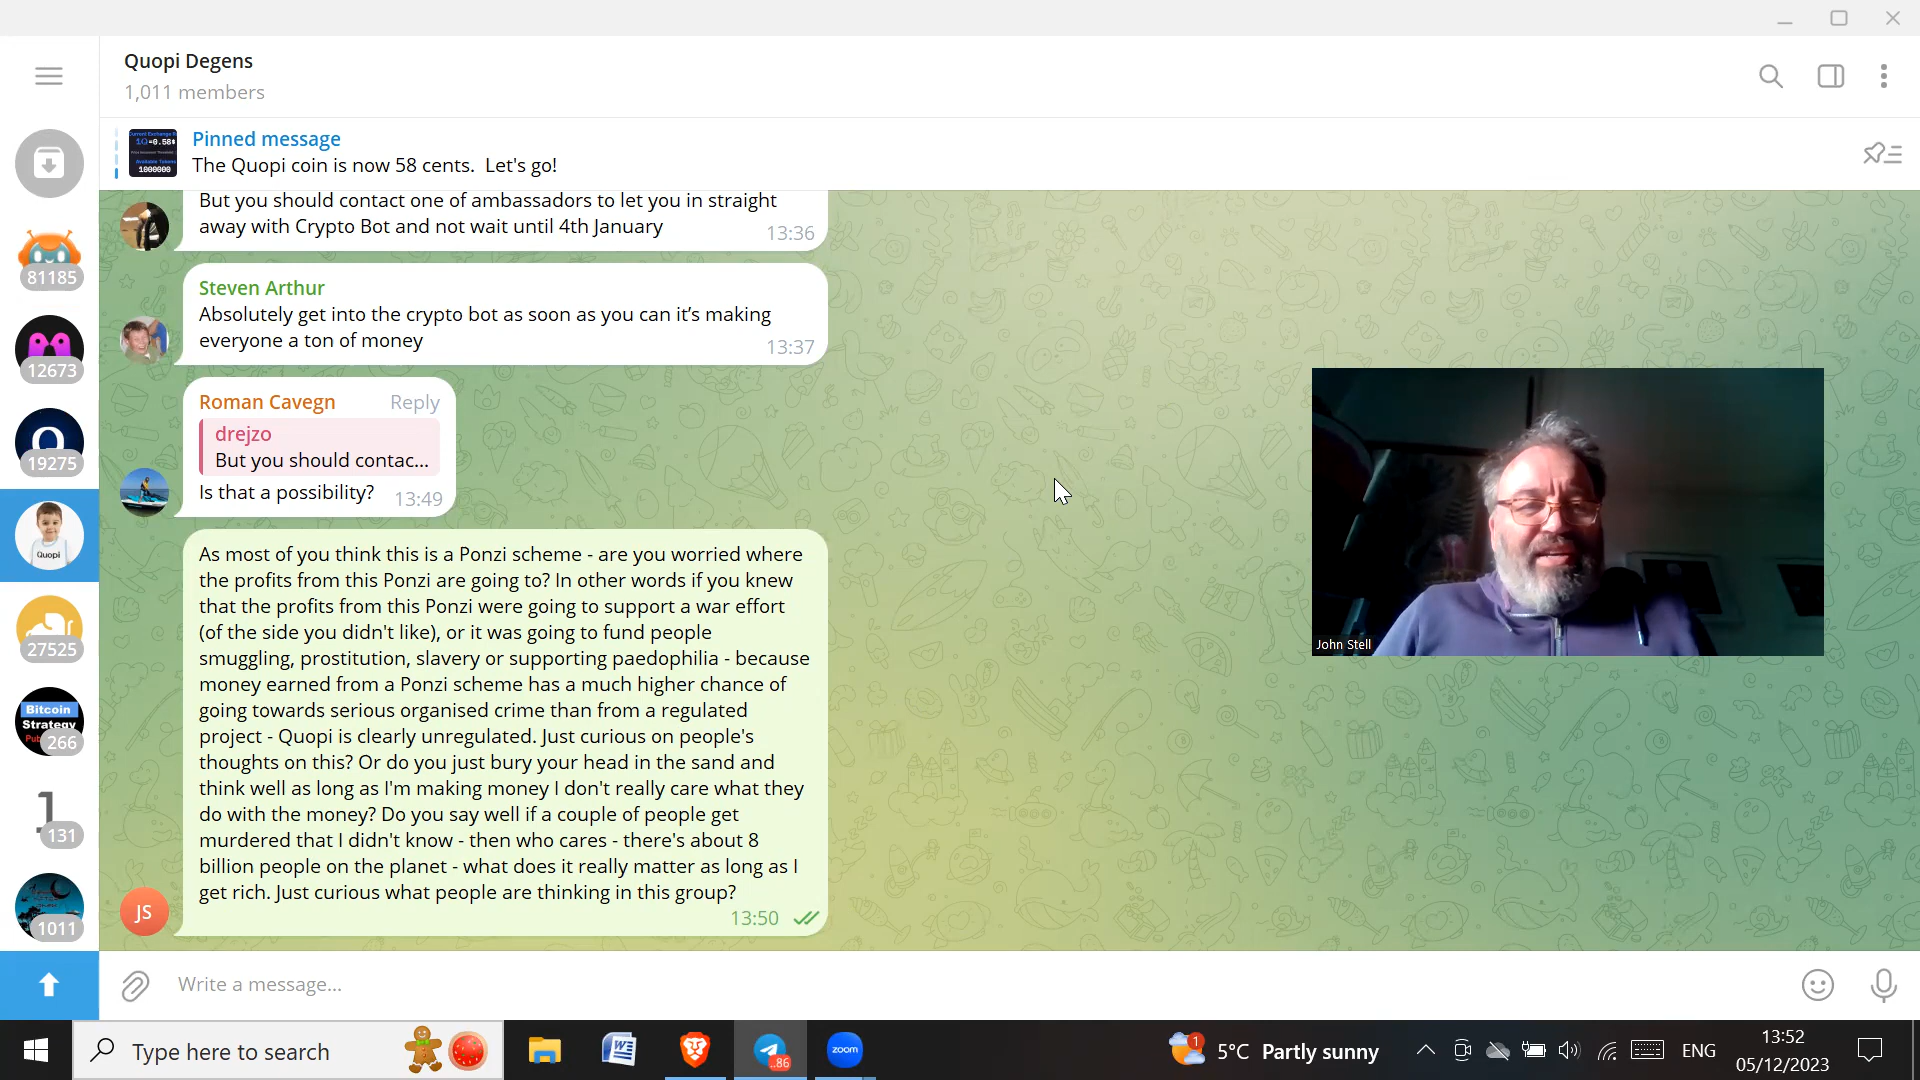 Quopi Degens
1,011 members
Pinned message
The Quopi coin is now 58 cents. Let's go!
1Q=0.58$
Available Tokens
1000000
But you should contact one of ambassadors to let you in straight
away with Crypto Bot and not wait until 4th January
13:36
Steven Arthur
Absolutely get into the crypto bot as soon as you can it’s making
everyone a ton of money
13:37
Roman Cavegn Reply
drejzo
But you should contac...
Is that a possibility? 13:49
As most of you think this is a Ponzi scheme - are you worried where
the profits from this Ponzi are going to? In other words if you knew
that the profits from this Ponzi were going to support a war effort
(of the side you didn't like), or it was going to fund people
smuggling, prostitution, slavery or supporting paedophilia - because
money earned from a Ponzi scheme has a much higher chance of
going towards serious organised crime than from a regulated
project - Quopi is clearly unregulated. Just curious on people's
thoughts on this? Or do you just bury your head in the sand and
think well as long as I'm making money I don't really care what they
do with the money? Do you say well if a couple of people get
murdered that I didn't know - then who cares - there's about 8
billion people on the planet - what does it really matter as long as I
get rich. Just curious what people are thinking in this group?
13:50
JS
Write a message...
81185
12673
19275
Quopi
27525
Bitcoin
Strategy
266
1
131
1011
John Stell
Type here to search
..86
zoom
1
5°C Partly sunny
ENG
13:52
05/12/2023